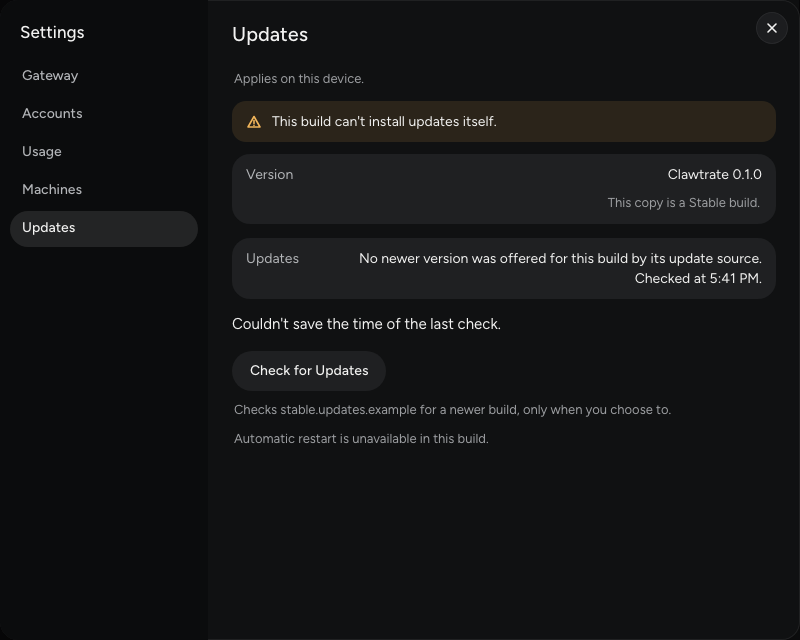 Settings
Gateway
Accounts
Usage
Machines
Updates
Updates
Applies on this device.
This build can't install updates itself.
Version
Clawtrate 0.1.0
This copy is a Stable build.
Updates
No newer version was offered for this build by its update source.
Checked at 5:41 PM.
Couldn't save the time of the last check.
Check for Updates
Checks stable.updates.example for a newer build, only when you choose to.
Automatic restart is unavailable in this build.